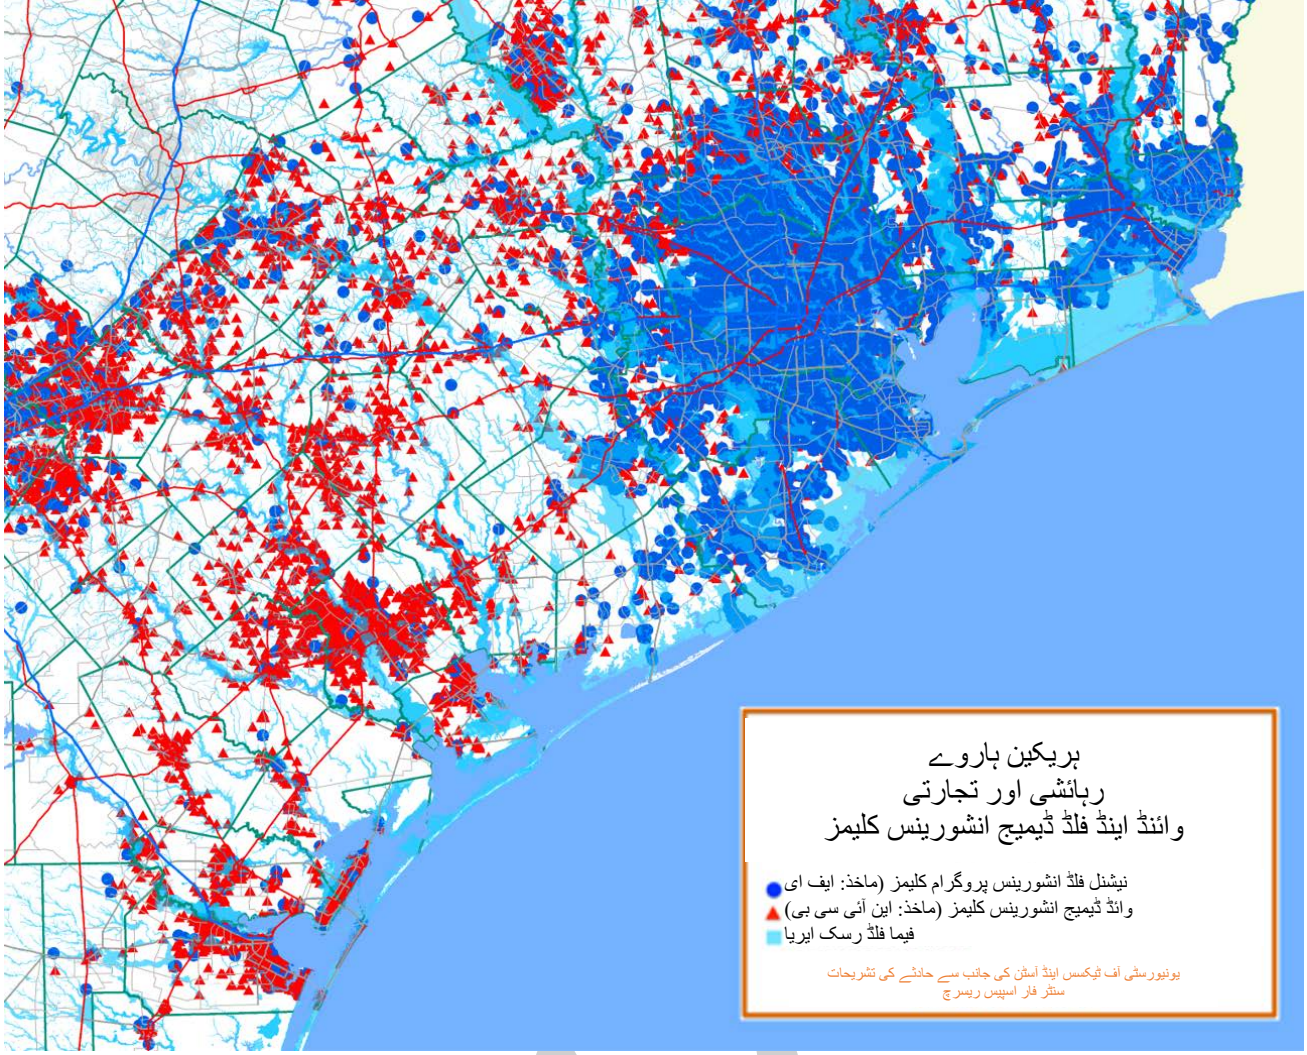 ہریکین ہاروے
رہائشی اور تجارتی
وائنڈ اینڈ فلڈ ڈیمیج انشورینس کلیمز
نیشنل فلڈ انشورینس پروگرام کلیمز (ماخذ: ایف ای
وائڈ ڈیمیج انشورینس کلیمز (ماخذ: این آئی سی بی)
فیما فلڈ رسک ایریا
یونیورسٹی آف ٹیکسس اینڈ آسٹن کی جانب سے حادثے کی تشریحات
سنٹر فار اسپیس ریسرچ